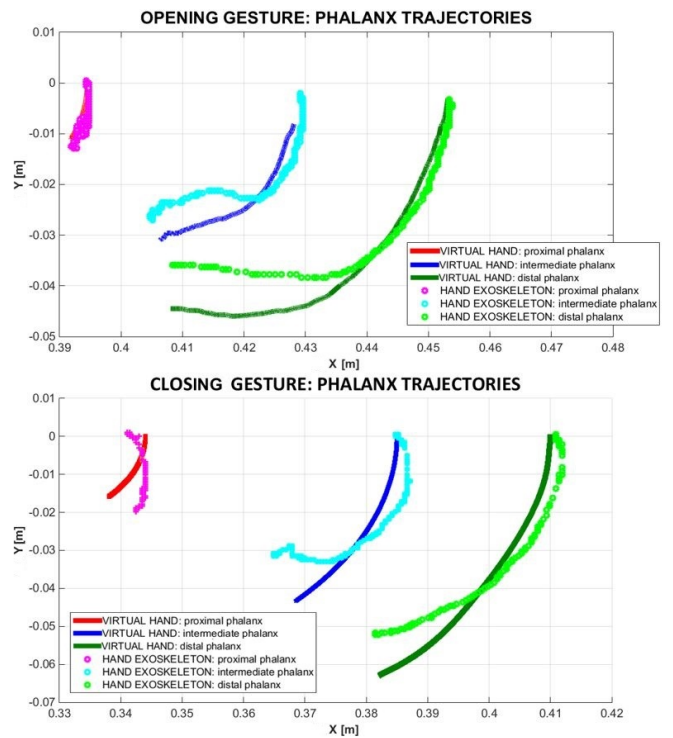 OPENING GESTURE: PHALANX TRAJECTORIES
0.01
0
-0.01
-0.02
-0.03
-0.04
-0.05
Y [m]
VIRTUAL HAND: proximal phalanx
VIRTUAL HAND: intermediate phalanx
VIRTUAL HAND: distal phalanx
HAND EXOSKELETON: proximal phalanx
HAND EXOSKELETON: intermediate phalanx
HAND EXOSKELETON: distal phalanx
0.39 0.4 0.41 0.42 0.43 0.44 0.45 0.46 0.47 0.48
X [m]
CLOSING GESTURE: PHALANX TRAJECTORIES
0.01
0
-0.01
-0.02
-0.03
-0.04
-0.05
-0.06
-0.07
Y [m]
VIRTUAL HAND: proximal phalanx
VIRTUAL HAND: intermediate phalanx
VIRTUAL HAND: distal phalanx
HAND EXOSKELETON: proximal phalanx
HAND EXOSKELETON: intermediate phalanx
HAND EXOSKELETON: distal phalanx
0.33 0.34 0.35 0.36 0.37 0.38 0.39 0.4 0.41 0.42
X [m]